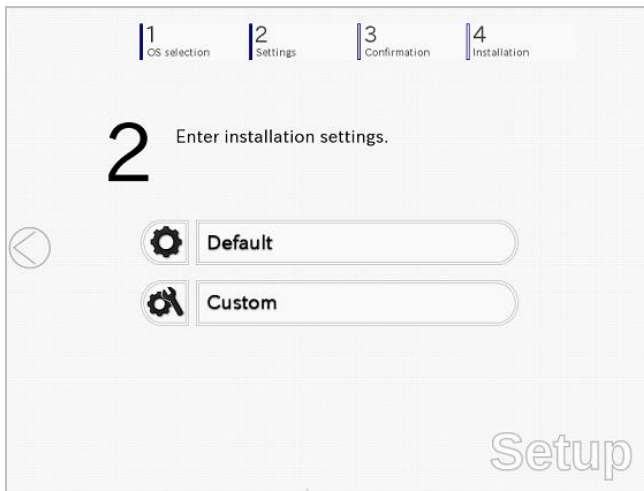 1
OS selection
2
Settings
3
Confirmation
4
Installation
2
Enter installation settings.
Default
Custom
Setup